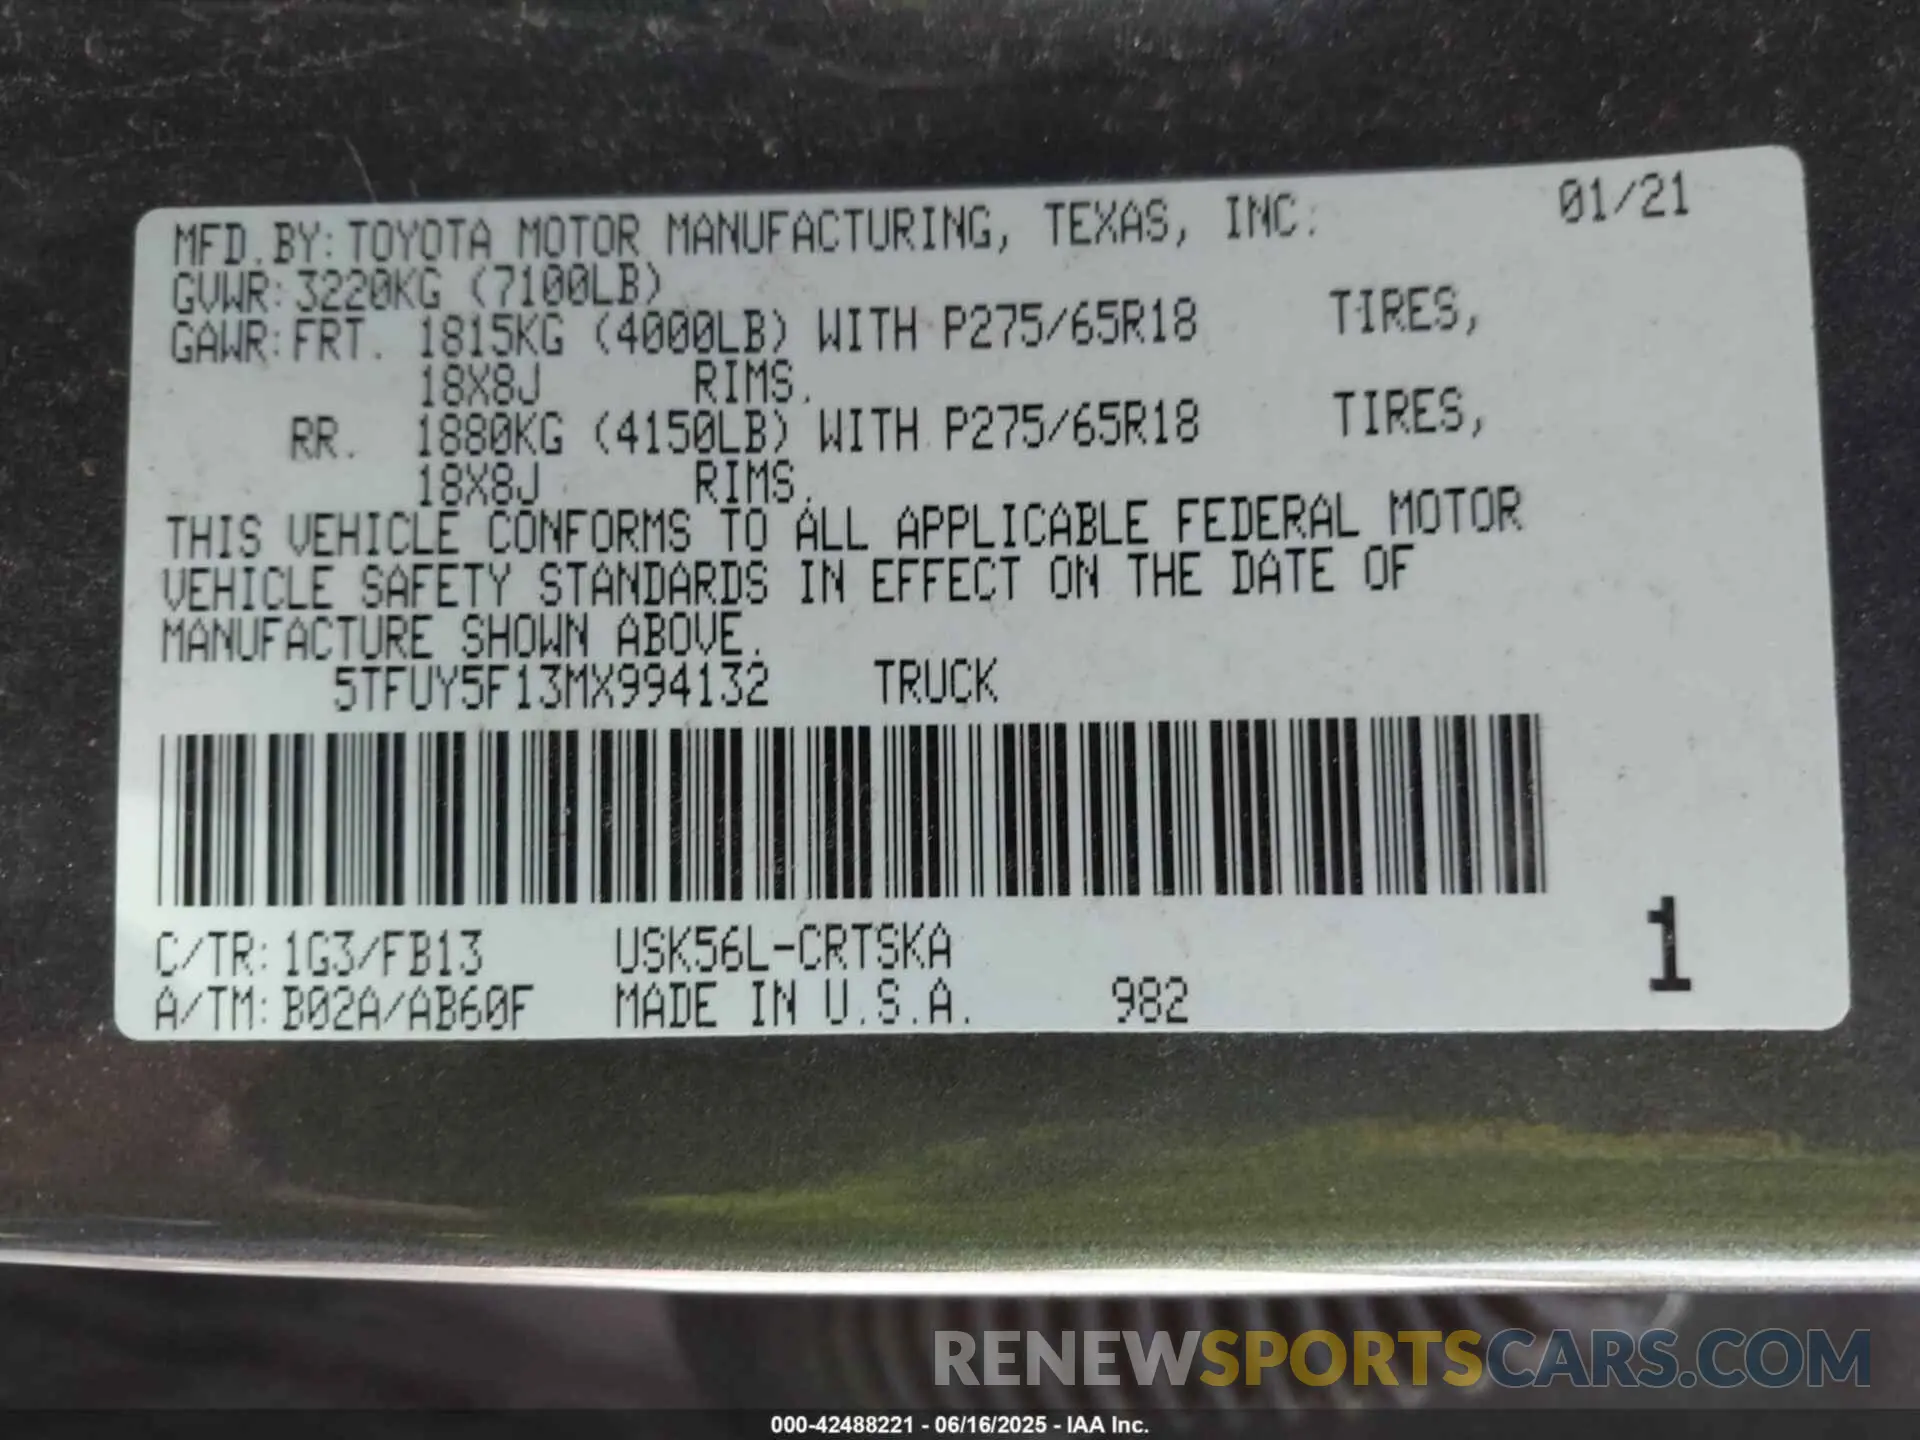 MFD.BY:TOYOTA MOTOR MANUFACTURING, TEXAS, INC. 01/21
GVWR:3220KG (7100LB)
GAWR:FRT. 1815KG (4000LB) WITH P275/65R18 TIRES,
18X8J RIMS.
RR. 1880KG (4150LB) WITH P275/65R18 TIRES,
18X8J RIMS.
THIS VEHICLE CONFORMS TO ALL APPLICABLE FEDERAL MOTOR
VEHICLE SAFETY STANDARDS IN EFFECT ON THE DATE OF
MANUFACTURE SHOWN ABOVE.
5TFUY5F13MX994132 TRUCK
C/TR:1G3/FB13 USK56L-CRTSKA 1
A/TM:B02A/AB60F MADE IN U.S.A. 982
RENEWSPORTSCARS.COM
000-42488221 - 06/16/2025 - IAA Inc.